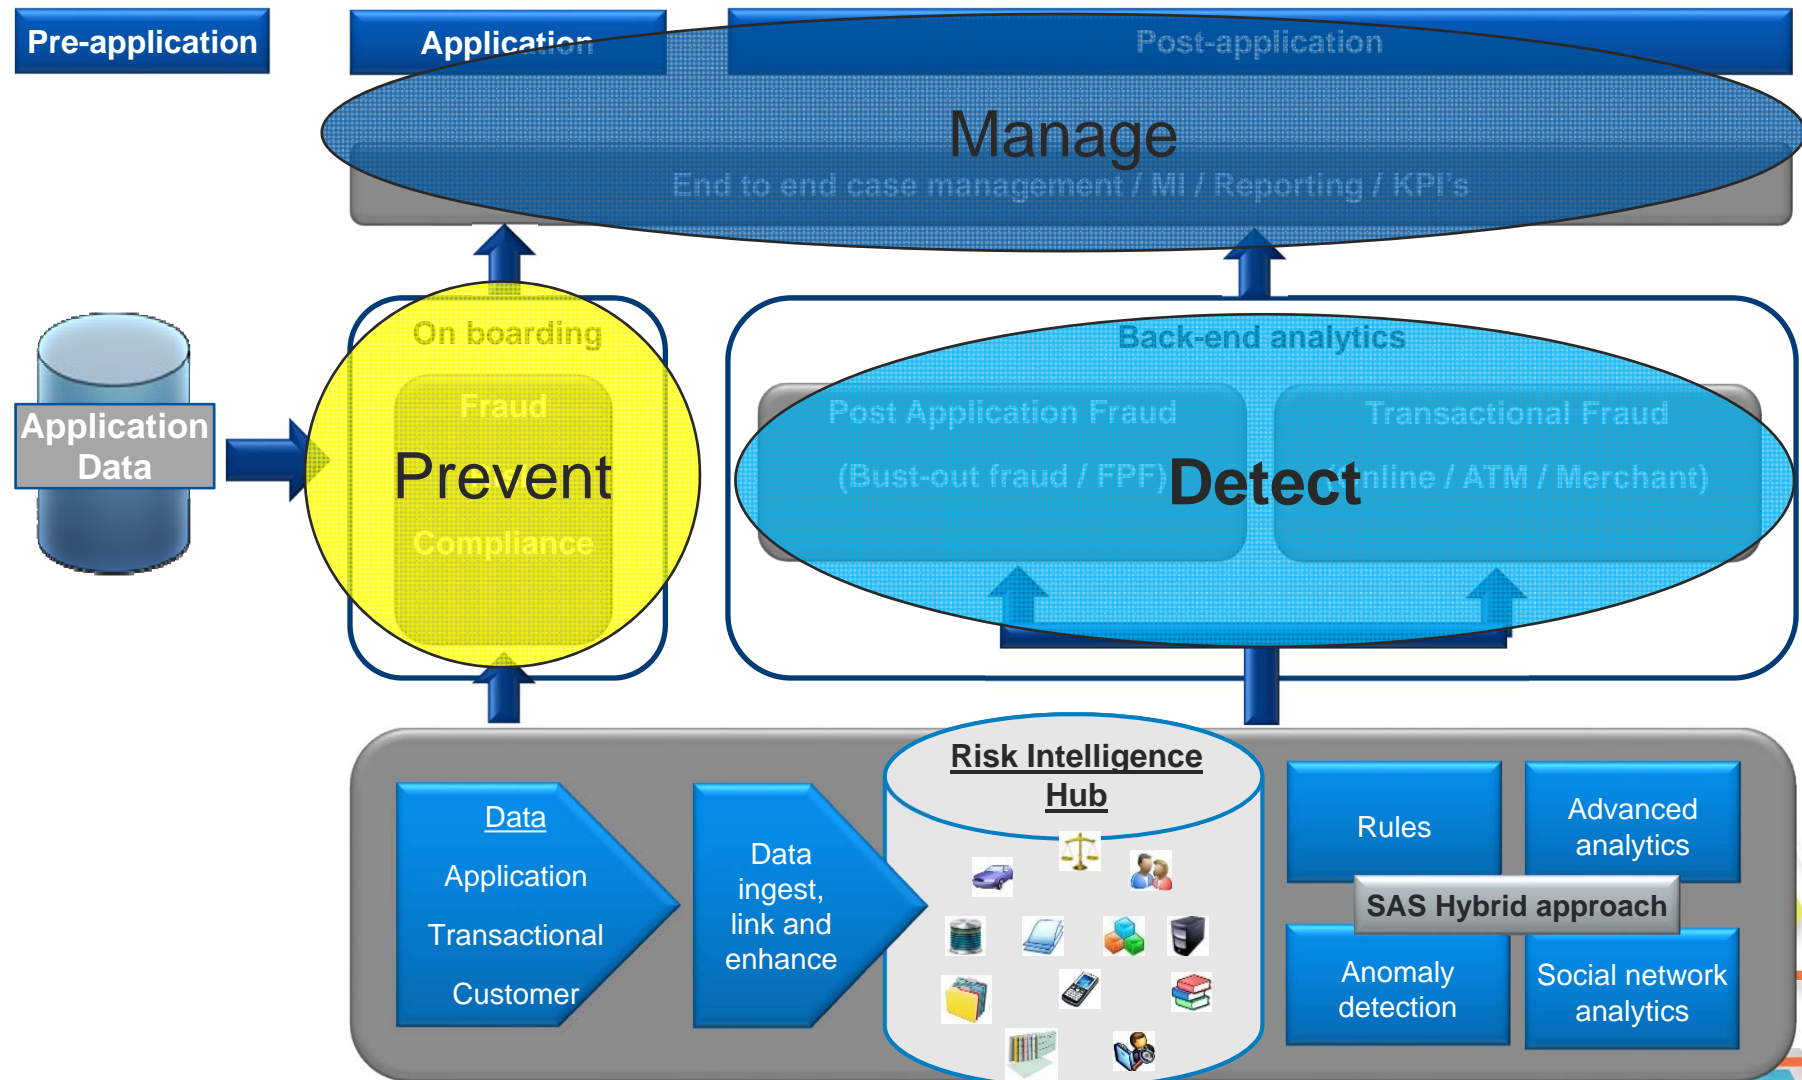 Pre-application
Application
Post-application
Manage
End to end case management / MI / Reporting / KPI's
Application
Data
On boarding
Fraud
Prevent
Compliance
Back-end analytics
Post Application Fraud
(Bust-out fraud / FPF)
Transactional Fraud
(Online / ATM / Merchant)
Detect
Data
Application
Transactional
Customer
Data
ingest,
link and
enhance
Risk Intelligence
Hub
Rules
Advanced
analytics
SAS Hybrid approach
Anomaly
detection
Social network
analytics